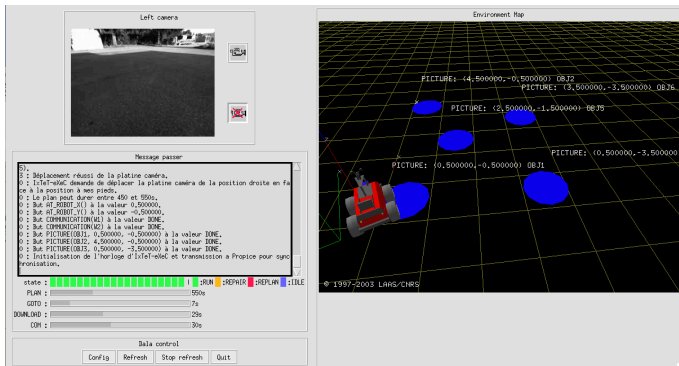 Left camera
Message passer
5).
3 : Déplacement réussi de la platine caméra.
0 : IxTeT-eXeC demande de déplacer la platine caméra de la position droite en fa
ce à la position à mes pieds.
0 : Le plan peut durer entre 450 et 550s.
0 : But AT_ROBOT_X() à la valeur 0.500000.
0 : But AT_ROBOT_Y() à la valeur -0.500000.
0 : But COMMUNICATION(W1) à la valeur DONE.
0 : But COMMUNICATION(W2) à la valeur DONE.
0 : But PICTURE(OBJ1, 0.500000, -0.500000) à la valeur DONE.
0 : But PICTURE(OBJ2, 4.500000, -0.500000) à la valeur DONE.
0 : But PICTURE(OBJ3, 0.500000, -3.500000) à la valeur DONE.
0 : Initialisation de l'horloge d'IxTeT-eXeC et transmission a Propice pour sync
hronisation.
state : :RUN :REPAIR :REPLAN :IDLE
PLAN : 550s
GOTO : 7s
DOWNLOAD : 29s
COM : 30s
Dala control
Config Refresh Stop refresh Quit
Environment Map
PICTURE: (4.500000,-0.500000) OBJ2
PICTURE: (3.500000,-3.500000) OBJ6
PICTURE: (2.500000,-1.500000) OBJ5
PICTURE: (0.500000,-3.500000
PICTURE: (0.500000,-0.500000) OBJ1
© 1997-2003 LAAS/CNRS